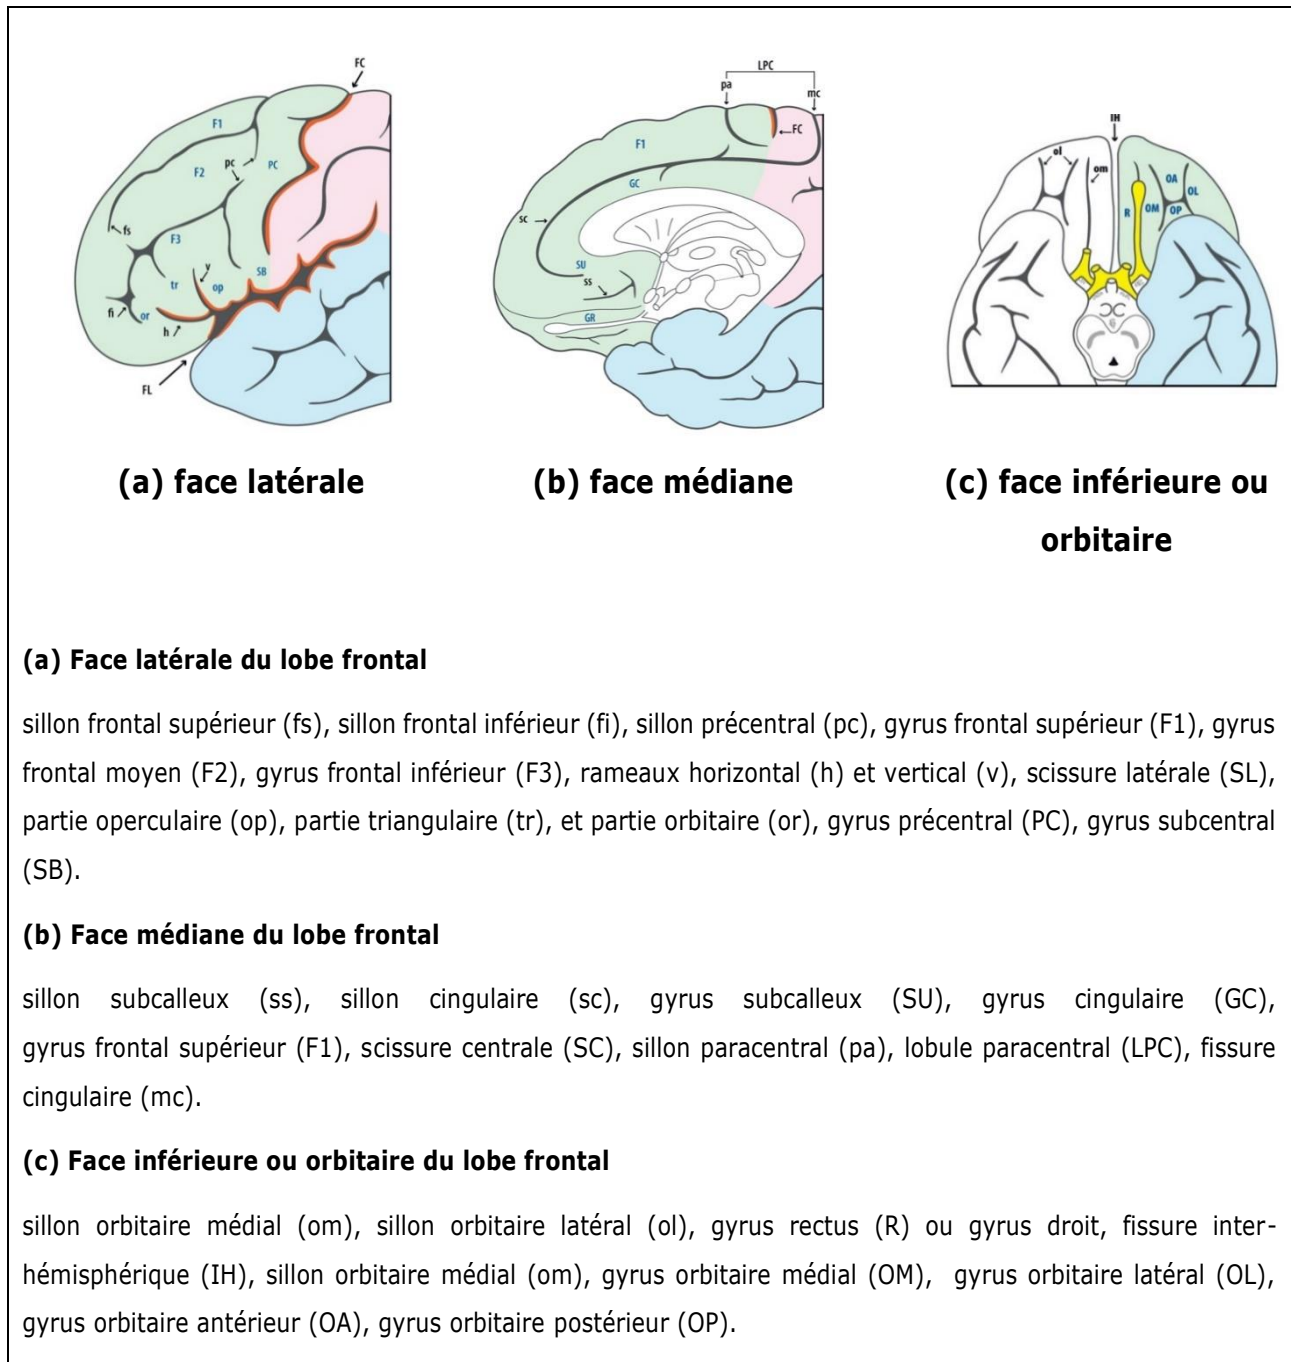 FC
F1
pc
PC
F2
fs
F3
v
tr
op
SB
fi
or
h
FL
LPC
pa
mc
F1
FC
GC
sc
SU
ss
GR
IH
ol
om
OA
OL
R
OM
OP
(a) face latérale
(b) face médiane
(c) face inférieure ou
orbitaire
(a) Face latérale du lobe frontal
sillon frontal supérieur (fs), sillon frontal inférieur (fi), sillon précentral (pc), gyrus frontal supérieur (F1), gyrus
frontal moyen (F2), gyrus frontal inférieur (F3), rameaux horizontal (h) et vertical (v), scissure latérale (SL),
partie operculaire (op), partie triangulaire (tr), et partie orbitaire (or), gyrus précentral (PC), gyrus subcentral
(SB).
(b) Face médiane du lobe frontal
sillon subcalleux (ss), sillon cingulaire (sc), gyrus subcalleux (SU), gyrus cingulaire (GC),
gyrus frontal supérieur (F1), scissure centrale (SC), sillon paracentral (pa), lobule paracentral (LPC), fissure
cingulaire (mc).
(c) Face inférieure ou orbitaire du lobe frontal
sillon orbitaire médial (om), sillon orbitaire latéral (ol), gyrus rectus (R) ou gyrus droit, fissure inter-
hémisphérique (IH), sillon orbitaire médial (om), gyrus orbitaire médial (OM), gyrus orbitaire latéral (OL),
gyrus orbitaire antérieur (OA), gyrus orbitaire postérieur (OP).